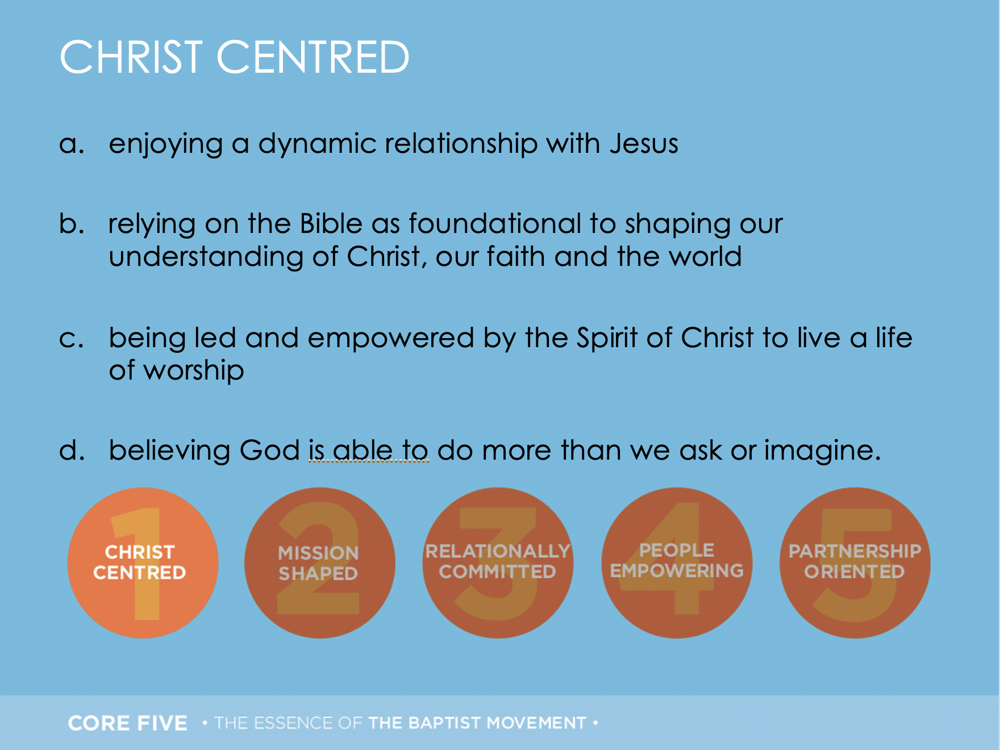 CHRIST CENTRED
a. enjoying a dynamic relationship with Jesus
b. relying on the Bible as foundational to shaping our
understanding of Christ, our faith and the world
c. being led and empowered by the Spirit of Christ to live a life
of worship
d. believing God is able to do more than we ask or imagine.
1
CHRIST
CENTRED
2
MISSION
SHAPED
3
RELATIONALLY
COMMITTED
4
PEOPLE
EMPOWERING
5
PARTNERSHIP
ORIENTED
CORE FIVE • THE ESSENCE OF THE BAPTIST MOVEMENT •